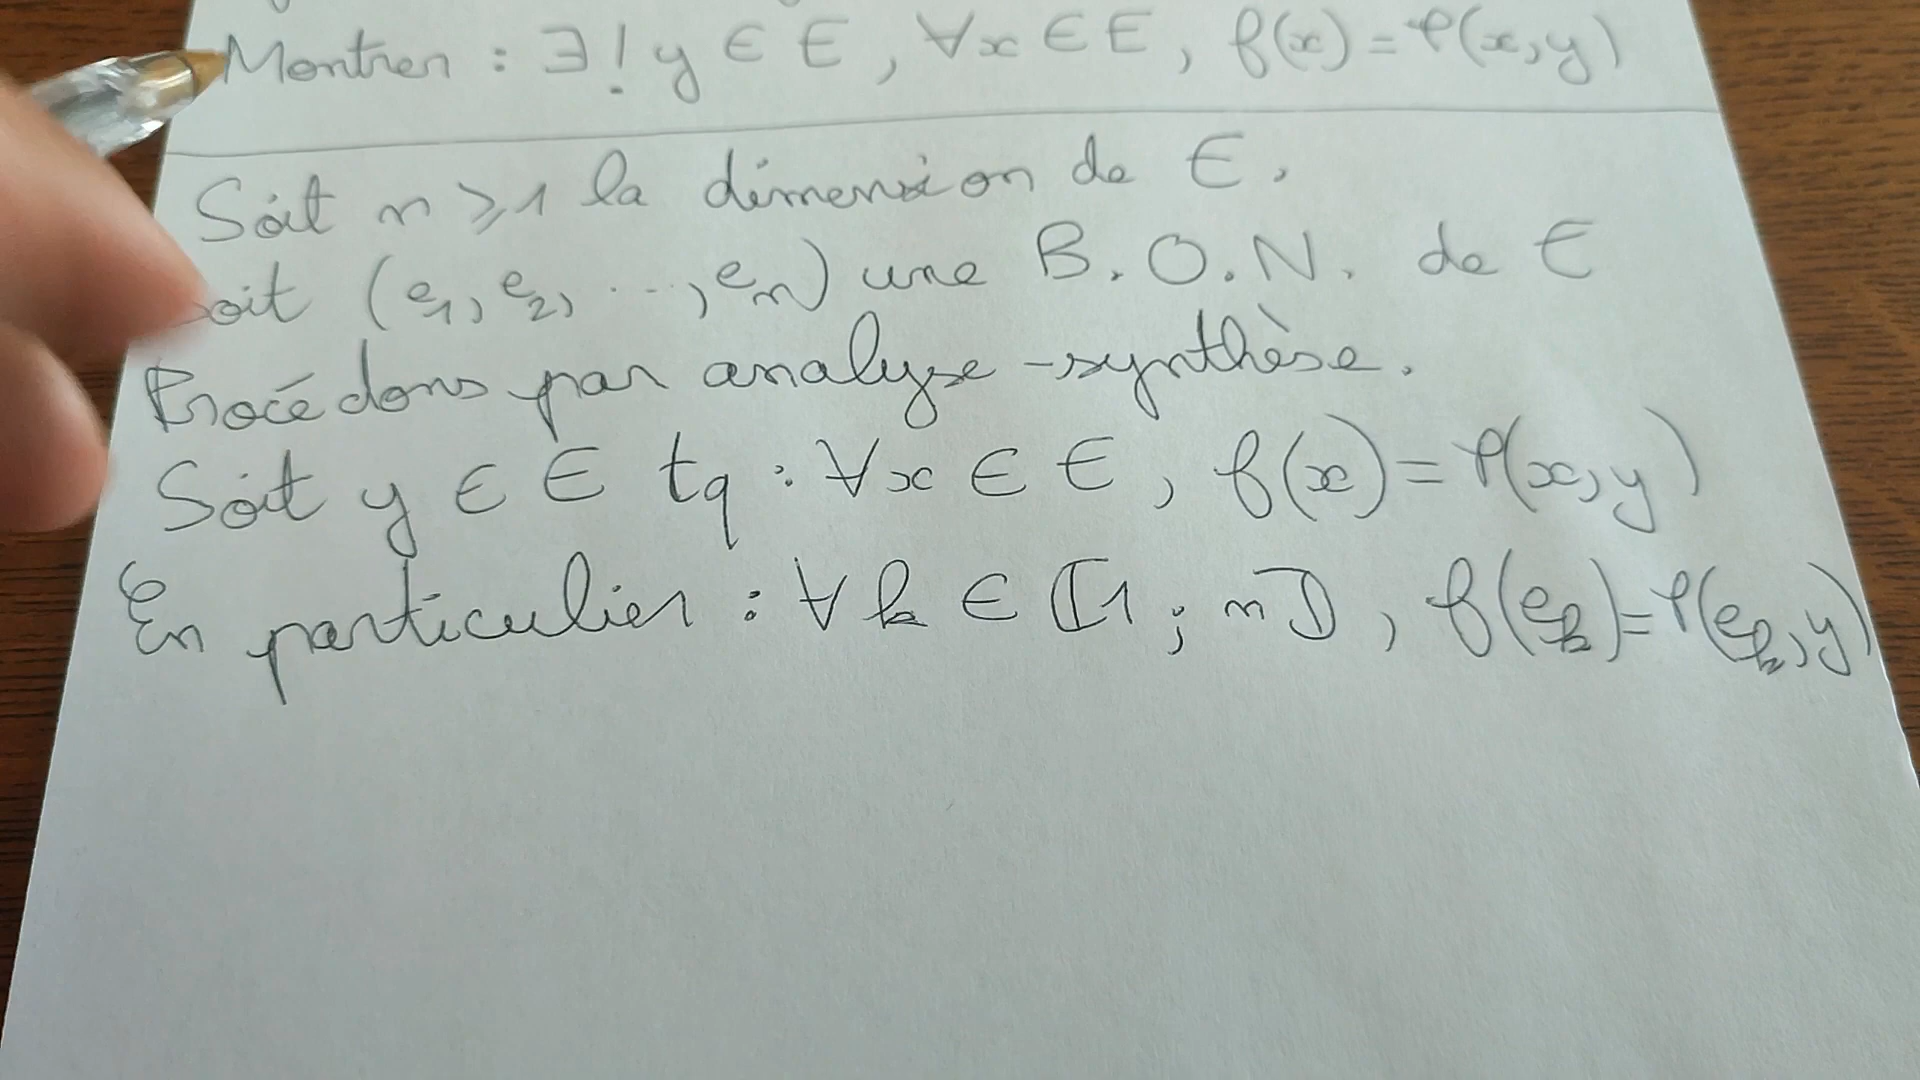 Montrer : ∃! y ∈ E, ∀x ∈ E, f(x) = φ(x, y)
Soit n ⩾ 1 la dimension de E.
Soit (e₁, e₂, ..., eₙ) une B.O.N. de E
Procédons par analyse-synthèse.
Soit y ∈ E tq : ∀x ∈ E, f(x) = φ(x, y)
En particulier : ∀k ∈ ⟦1 ; n⟧, f(eₖ) = φ(eₖ, y)